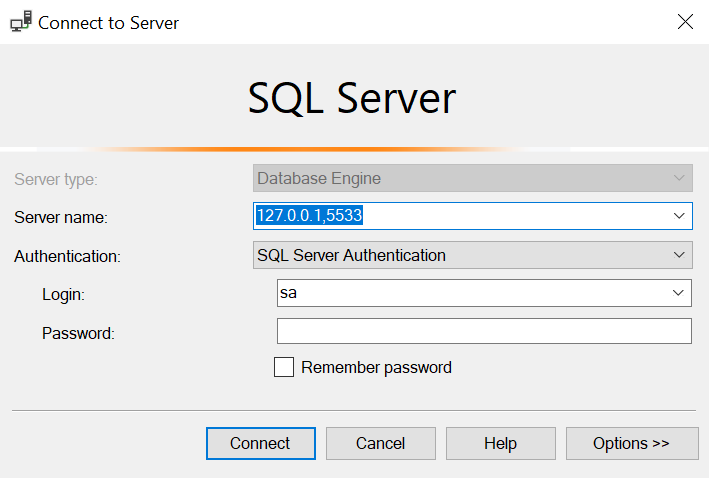 Connect to Server
SQL Server
Server type: Database Engine
Server name: 127.0.0.1,5533
Authentication: SQL Server Authentication
Login: sa
Password:
Remember password
Connect Cancel Help Options >>